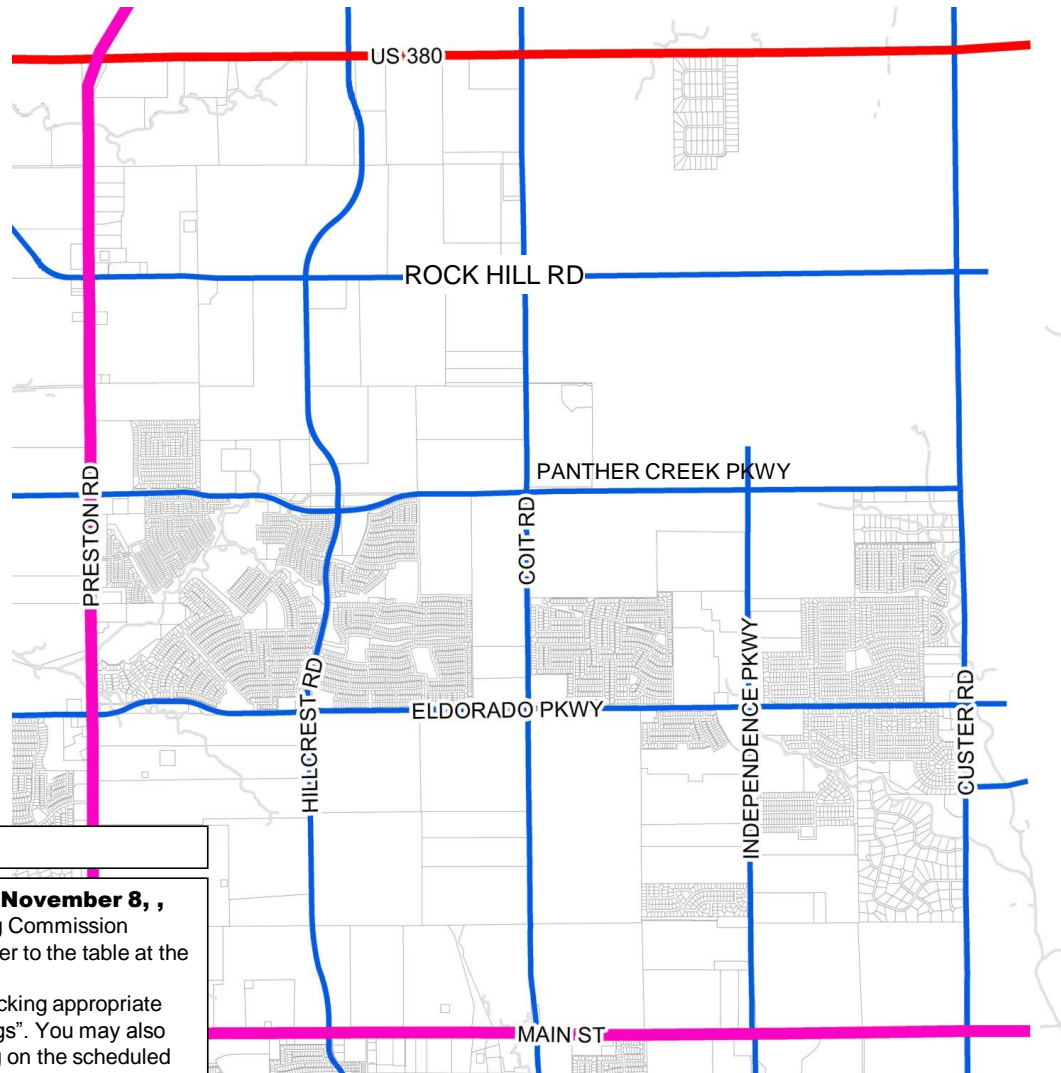 US 380
ROCK HILL RD
PANTHER CREEK PKWY
PRESTON RD
COIT RD
INDEPENDENCE PKWY
HILLCREST RD
ELDORADO PKWY
CUSTER RD
MAIN ST
November 8, ,
g Commission
er to the table at the
cking appropriate
gs”. You may also
g on the scheduled